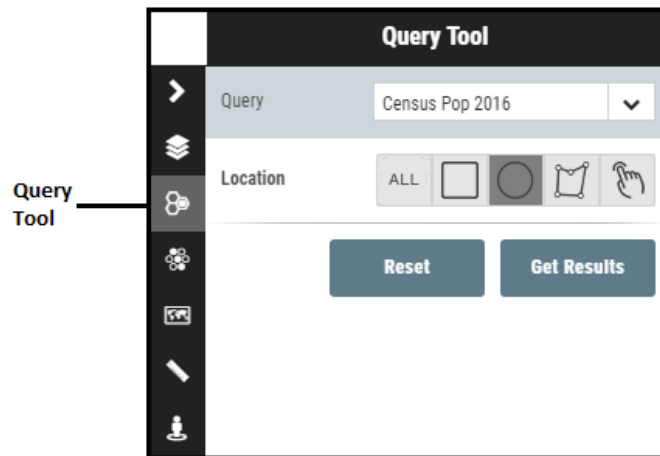 Query Tool
Query
Census Pop 2016
Location
ALL
Query
Tool
Reset
Get Results